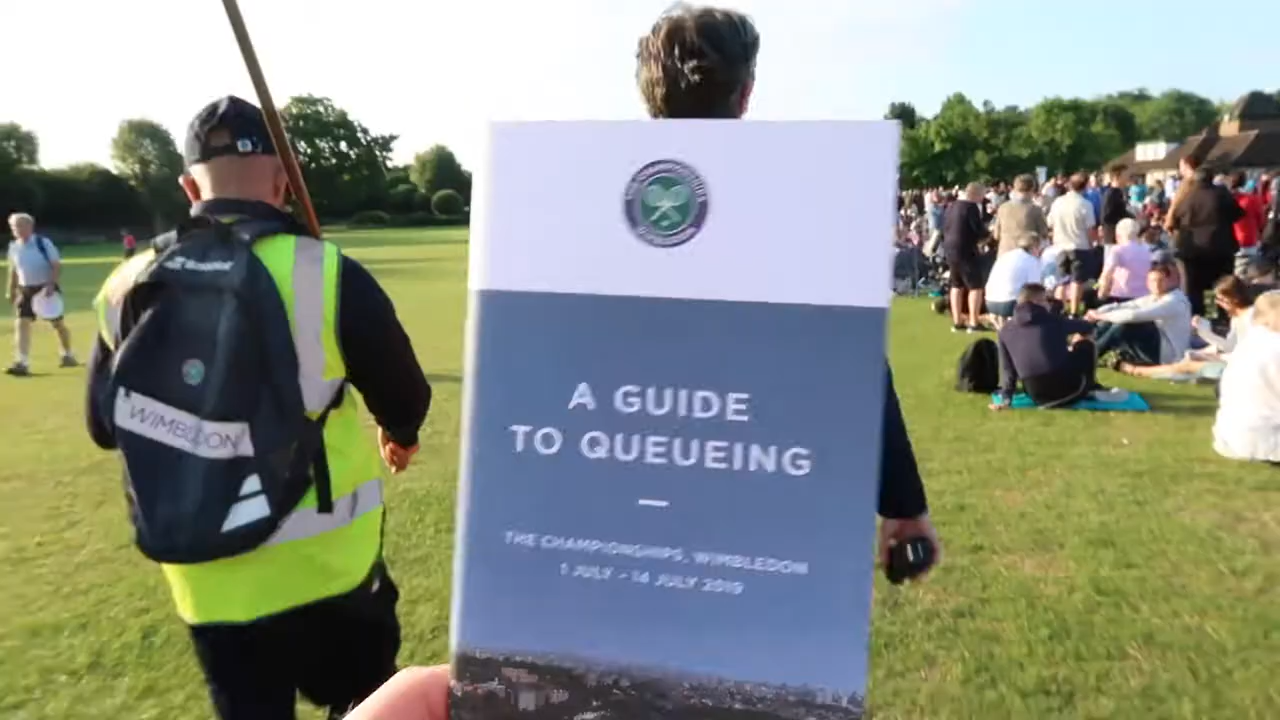 A GUIDE
TO QUEUEING
THE CHAMPIONSHIPS, WIMBLEDON
1 JULY - 14 JULY 2019
WIMBLEDON